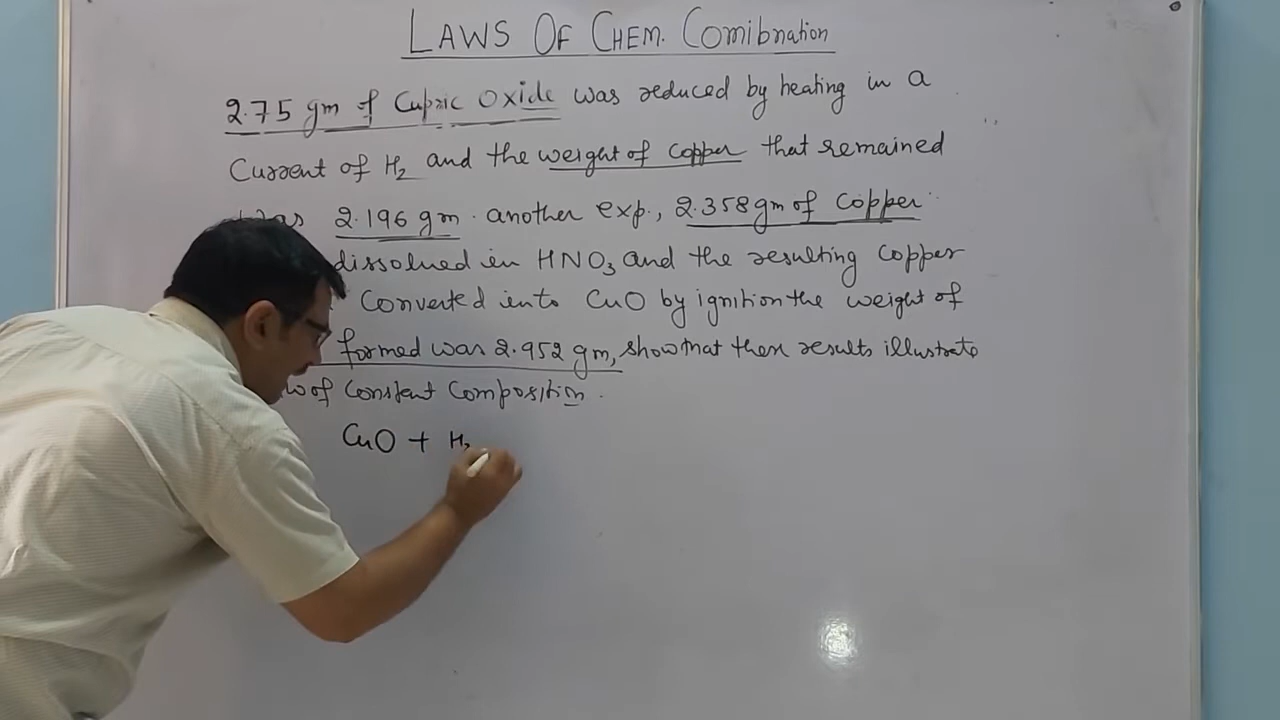 LAWS OF CHEM. Comibnation
2.75 gm of Cupric Oxide was reduced by heating in a
Current of H₂ and the weight of copper that remained
was 2.196 gm. another exp., 2.358 gm of Copper
dissolved in HNO₃ and the resulting Copper
Converted into CuO by ignition the weight of
formed was 2.952 gm, show that these results illustrate
of Constant Composition.
CuO + H₂